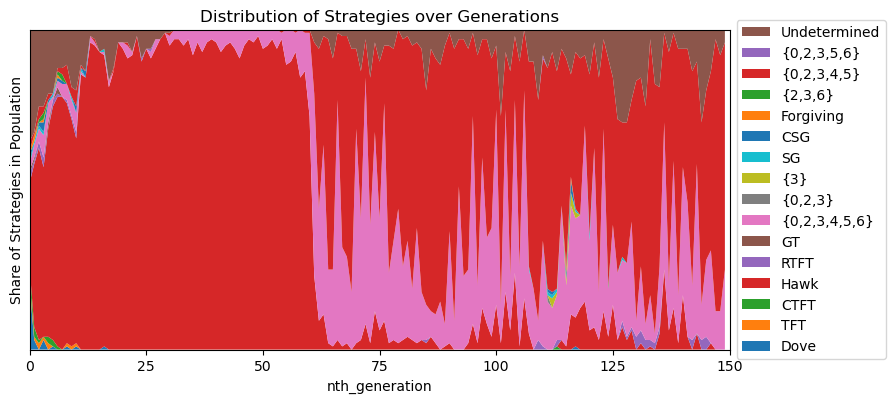 Distribution of Strategies over Generations
Share of Strategies in Population
0
25
50
75
100
125
150
nth_generation
Undetermined
{0,2,3,5,6}
{0,2,3,4,5}
{2,3,6}
Forgiving
CSG
SG
{3}
{0,2,3}
{0,2,3,4,5,6}
GT
RTFT
Hawk
CTFT
TFT
Dove